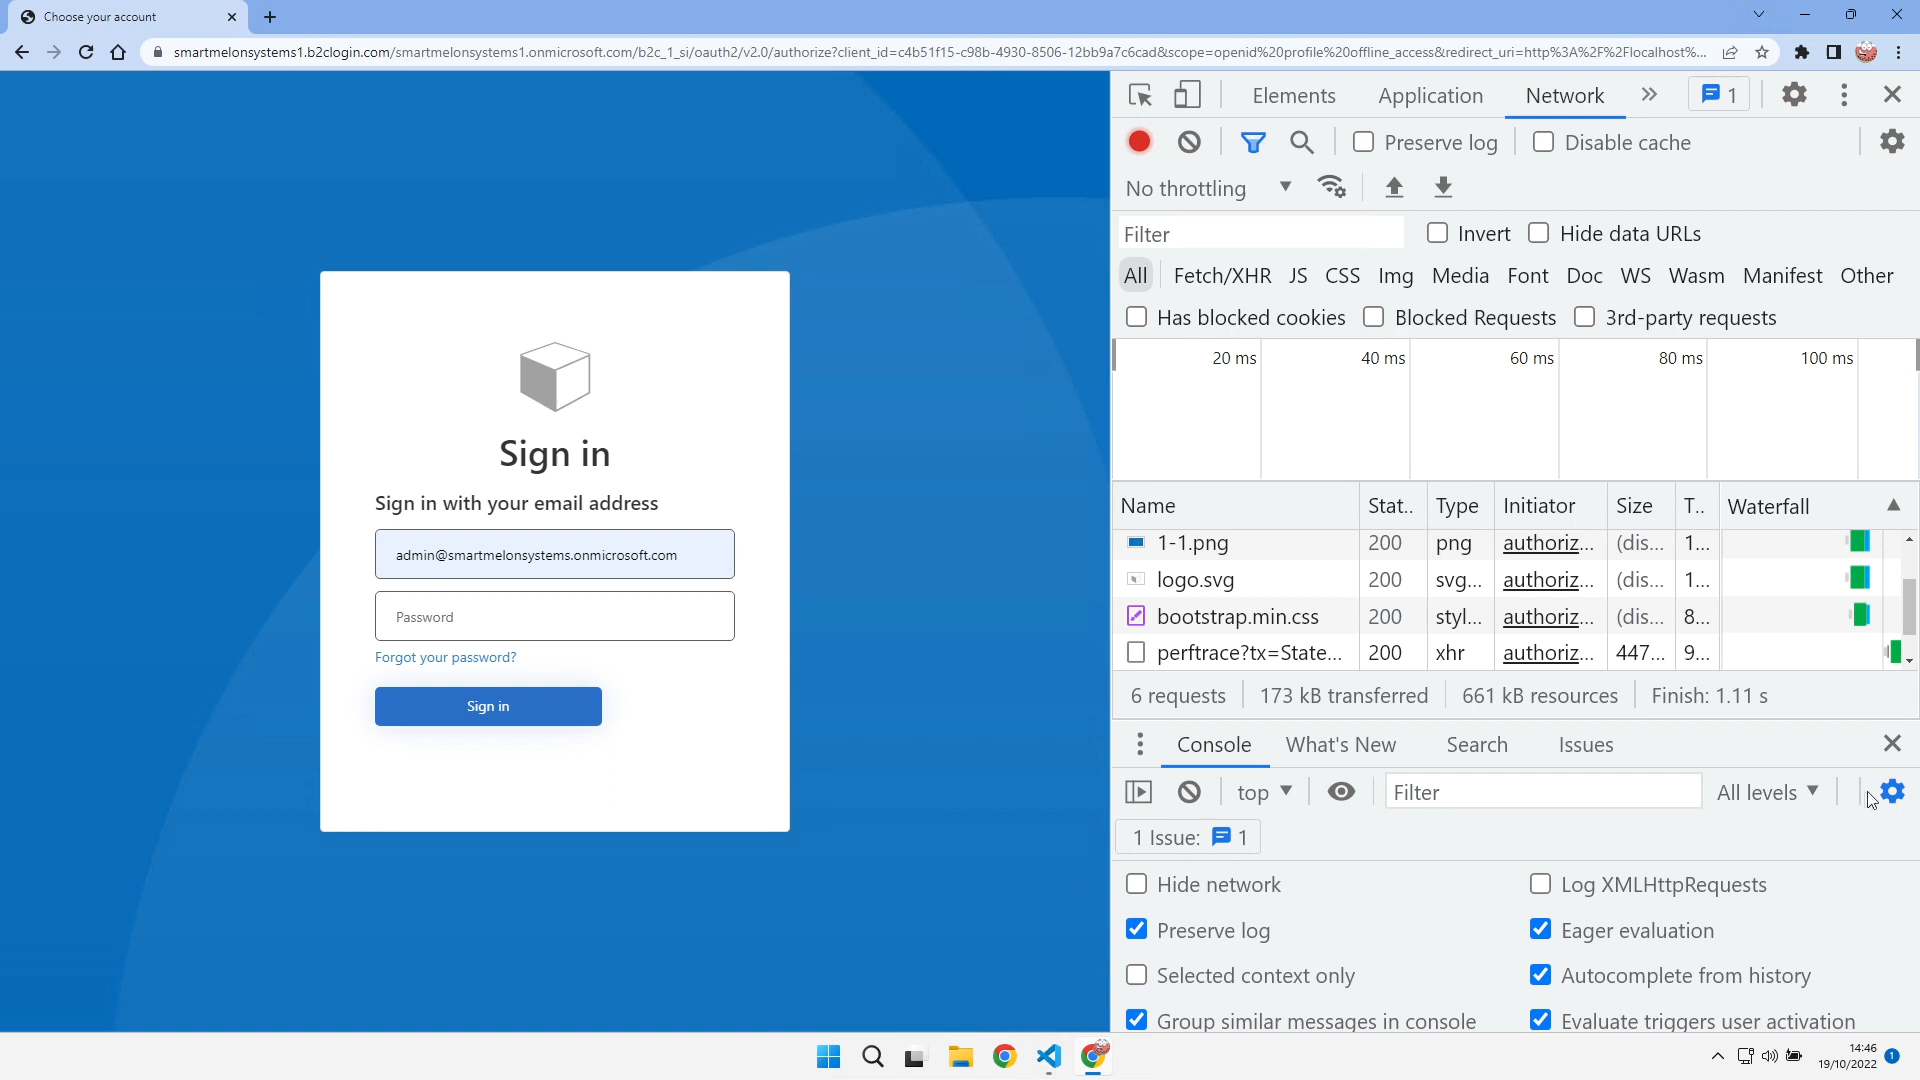 Choose your account
smartmelonsystems1.b2clogin.com/smartmelonsystems1.onmicrosoft.com/b2c_1_si/oauth2/v2.0/authorize?client_id=c4b51f15-c98b-4930-8506-12bb9a7c6cad&scope=openid%20profile%20offline_access&redirect_uri=http%3A%2F%2Flocalhost%...
Elements Application Network 1
Preserve log Disable cache
No throttling
Filter Invert Hide data URLs
All Fetch/XHR JS CSS Img Media Font Doc WS Wasm Manifest Other
Has blocked cookies Blocked Requests 3rd-party requests
20 ms 40 ms 60 ms 80 ms 100 ms
Name Stat.. Type Initiator Size T.. Waterfall
1-1.png 200 png authoriz... (dis... 1...
logo.svg 200 svg... authoriz... (dis... 1...
bootstrap.min.css 200 styl... authoriz... (dis... 8...
perftrace?tx=State... 200 xhr authoriz... 447... 9...
6 requests 173 kB transferred 661 kB resources Finish: 1.11 s
Console What's New Search Issues
top Filter All levels
1 Issue: 1
Hide network Log XMLHttpRequests
Preserve log Eager evaluation
Selected context only Autocomplete from history
Group similar messages in console Evaluate triggers user activation
Sign in
Sign in with your email address
admin@smartmelonsystems.onmicrosoft.com
Password
Forgot your password?
Sign in
14:46
19/10/2022 1